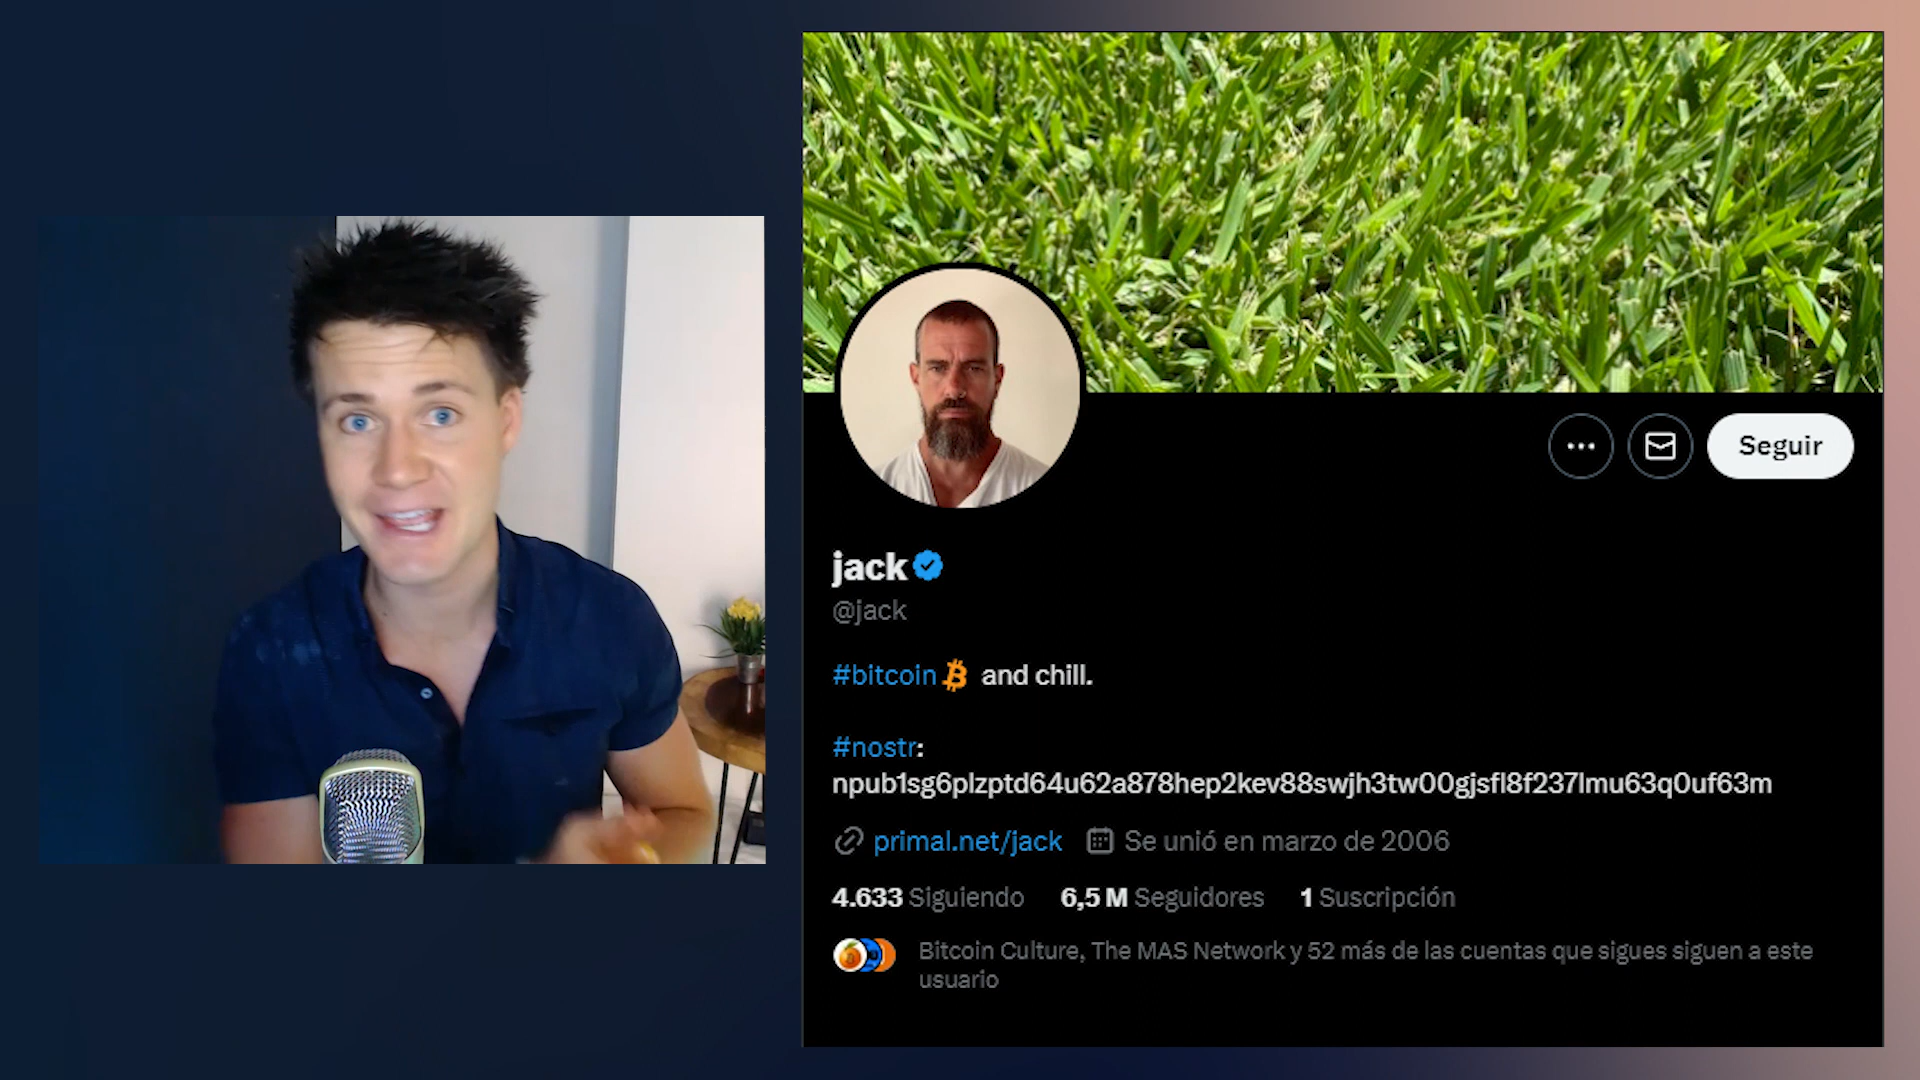 Seguir
jack
@jack
#bitcoin and chill.
#nostr:
npub1sg6plzptd64u62a878hep2kev88swjh3tw00gjsfl8f237lmu63q0uf63m
primal.net/jack Se unió en marzo de 2006
4.633 Siguiendo 6,5 M Seguidores 1 Suscripción
Bitcoin Culture, The MAS Network y 52 más de las cuentas que sigues siguen a este
usuario